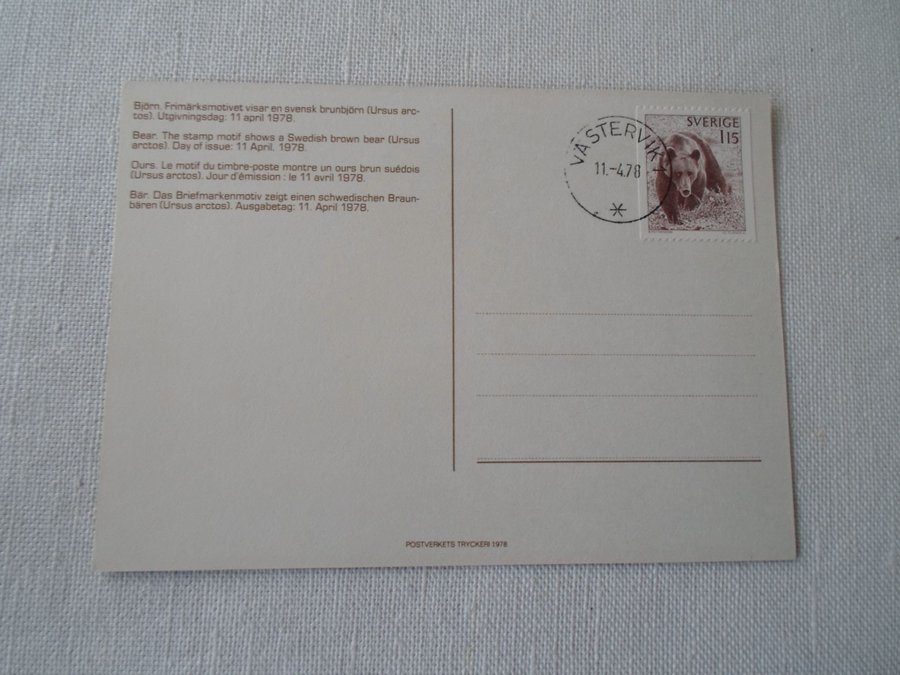 Björn. Frimärksmotivet visar en svensk brunbjörn (Ursus arc-
tos). Utgivningsdag: 11 april 1978.
Bear. The stamp motif shows a Swedish brown bear (Ursus
arctos). Day of issue: 11 April. 1978.
Ours. Le motif du timbre-poste montre un ours brun suédois
(Ursus arctos). Jour d'émission : le 11 avril 1978.
Bär. Das Briefmarkenmotiv zeigt einen schwedischen Braun-
bären (Ursus arctos). Ausgabetag: 11. April 1978.
VÄSTERVIK 1
11.-4.78
SVERIGE
115
POSTVERKETS TRYCKERI 1978